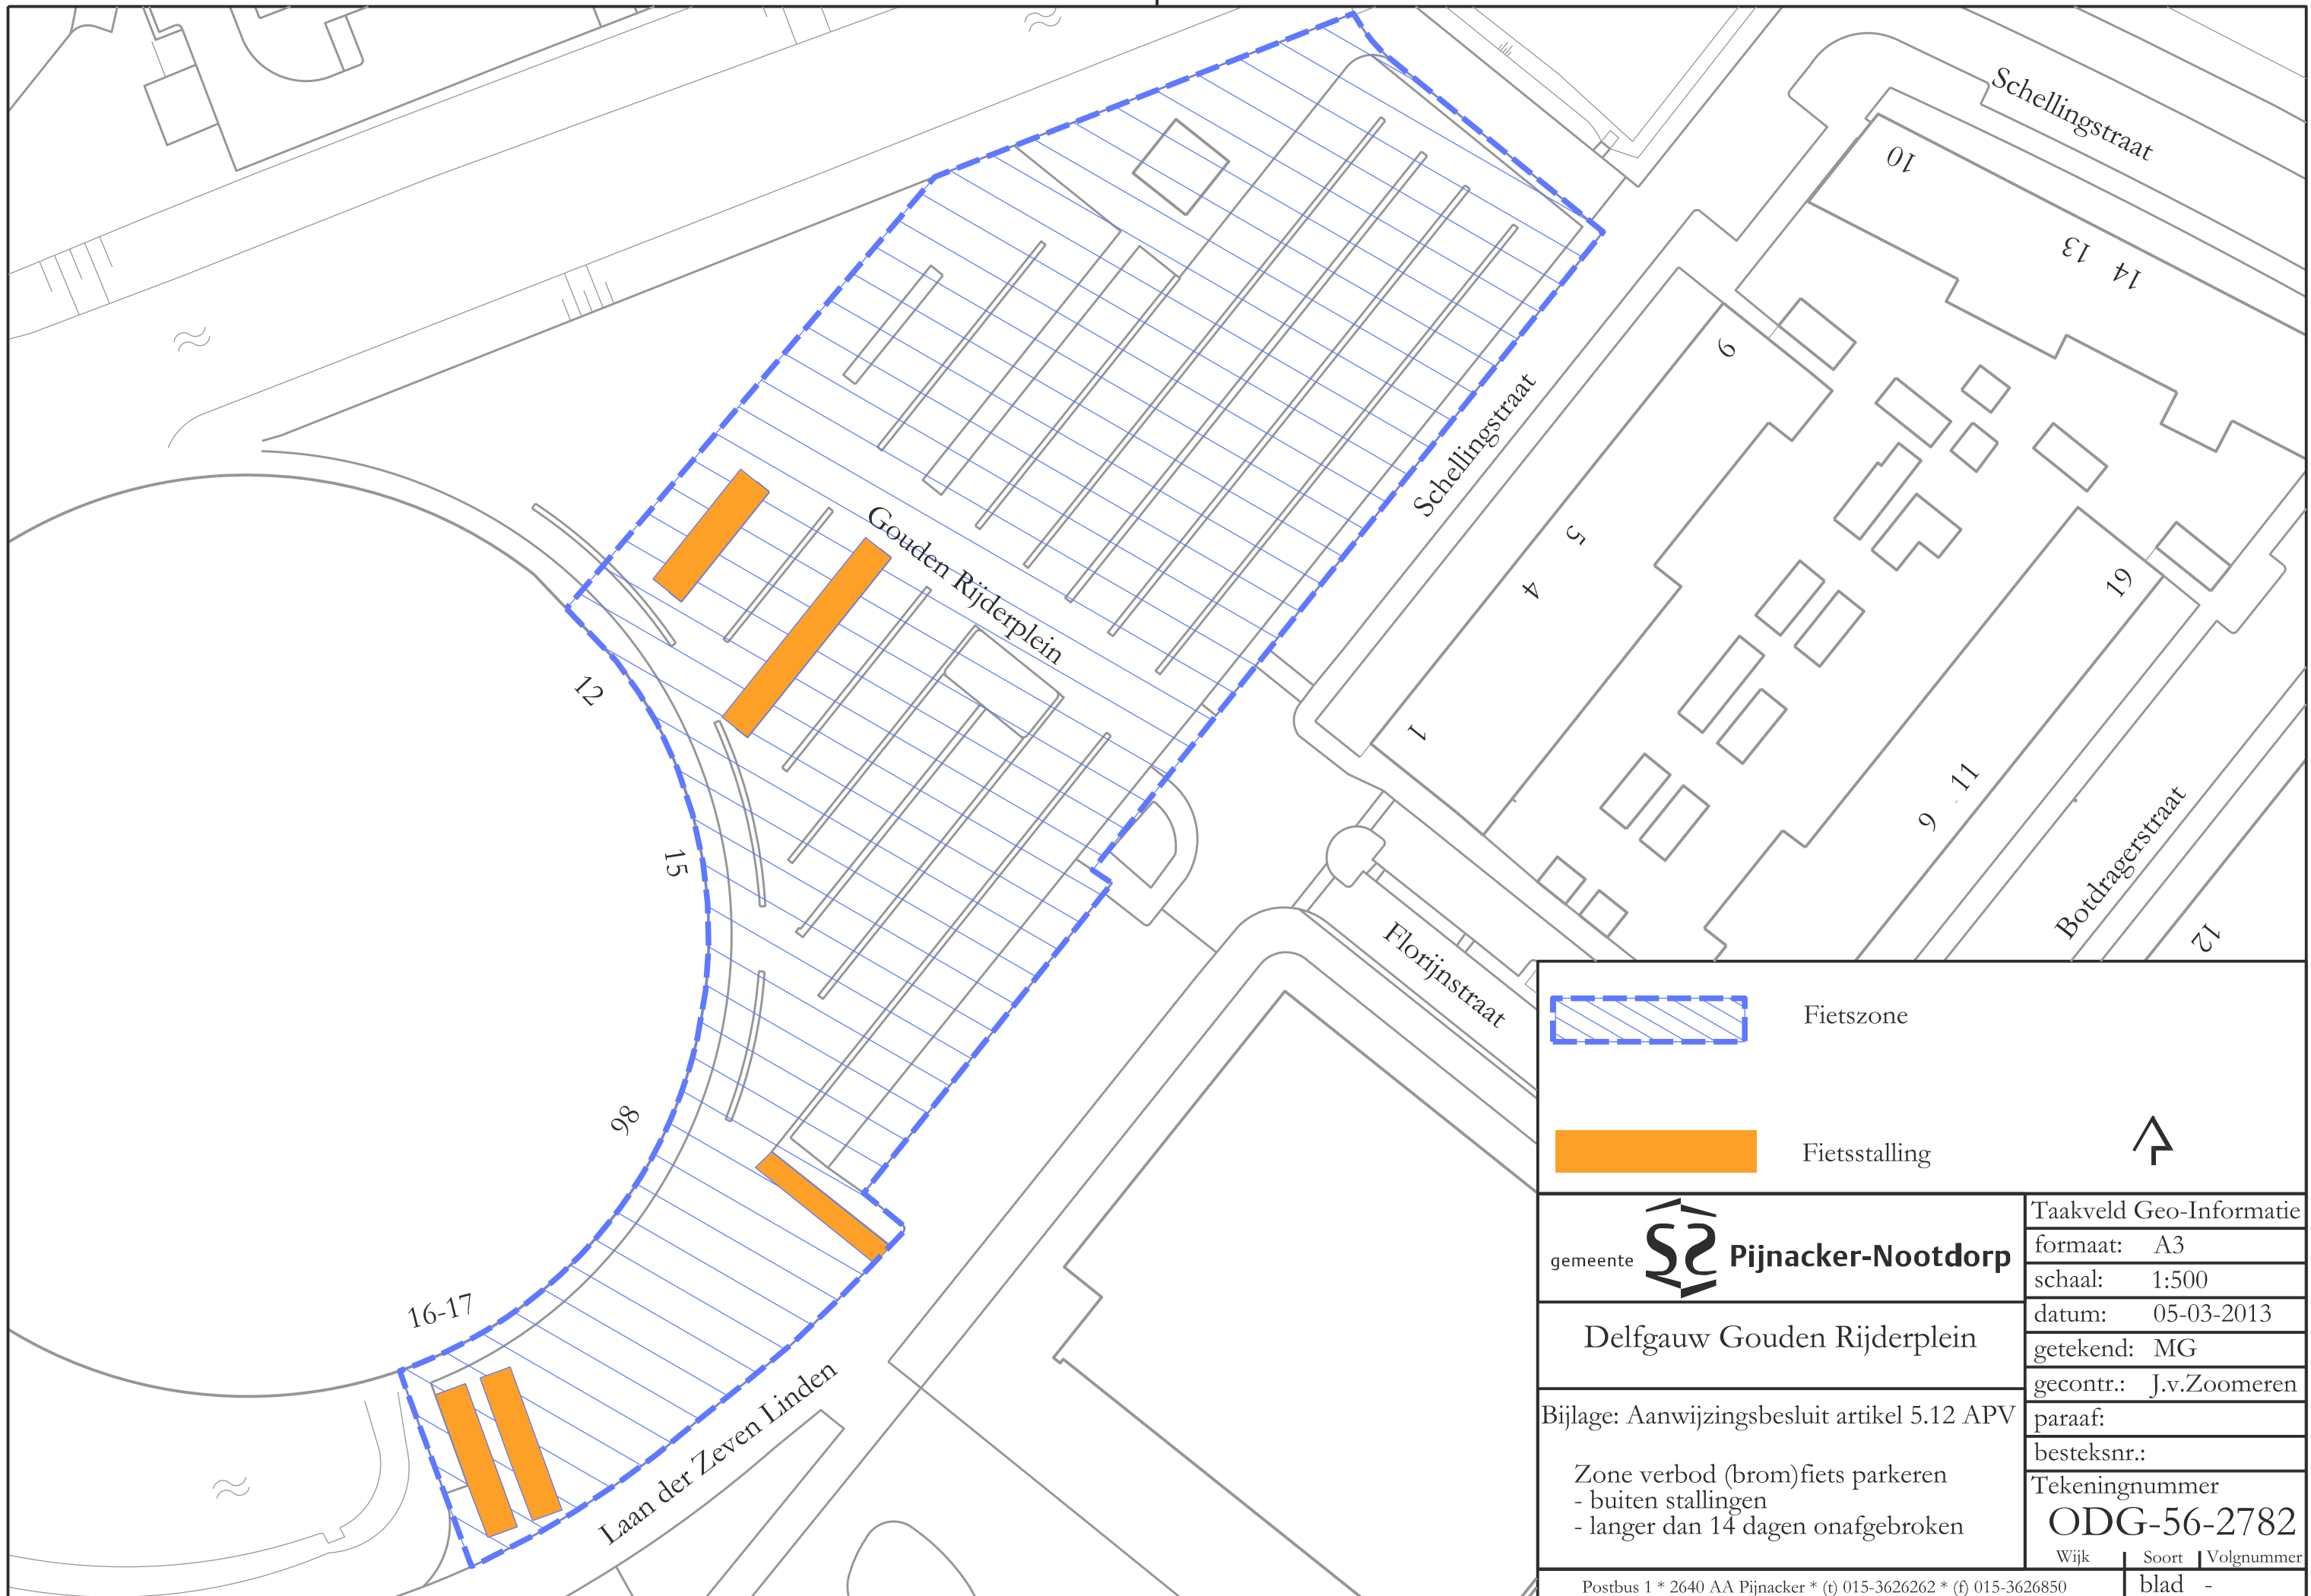 Schellingstraat
10
13
14
9
5
4
1
Schellingstraat
19
11
9
Botdragerstraat
12
Gouden Rijderplein
12
15
98
16-17
Florijnstraat
Laan der Zeven Linden
Fietszone
Fietsstalling
gemeente Pijnacker-Nootdorp
Delfgauw Gouden Rijderplein
Bijlage: Aanwijzingsbesluit artikel 5.12 APV
Zone verbod (brom)fiets parkeren
- buiten stallingen
- langer dan 14 dagen onafgebroken
Taakveld Geo-Informatie
formaat: A3
schaal: 1:500
datum: 05-03-2013
getekend: MG
gecontr.: J.v.Zoomeren
paraaf:
besteksnr.:
Tekeningnummer
ODG-56-2782
Wijk Soort Volgnummer
Postbus 1 * 2640 AA Pijnacker * (t) 015-3626262 * (f) 015-3626850
blad -